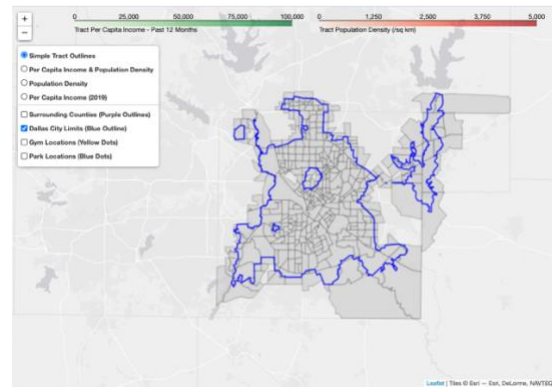 +
−
0 25,000 50,000 75,000 100,000
Tract Per Capita Income - Past 12 Months
0 1,250 2,500 3,750 5,000
Tract Population Density (/sq km)
Simple Tract Outlines
Per Capita Income & Population Density
Population Density
Per Capita Income (2019)
Surrounding Counties (Purple Outlines)
Dallas City Limits (Blue Outline)
Gym Locations (Yellow Dots)
Park Locations (Blue Dots)
Leaflet | Tiles © Esri — Esri, DeLorme, NAVTEQ